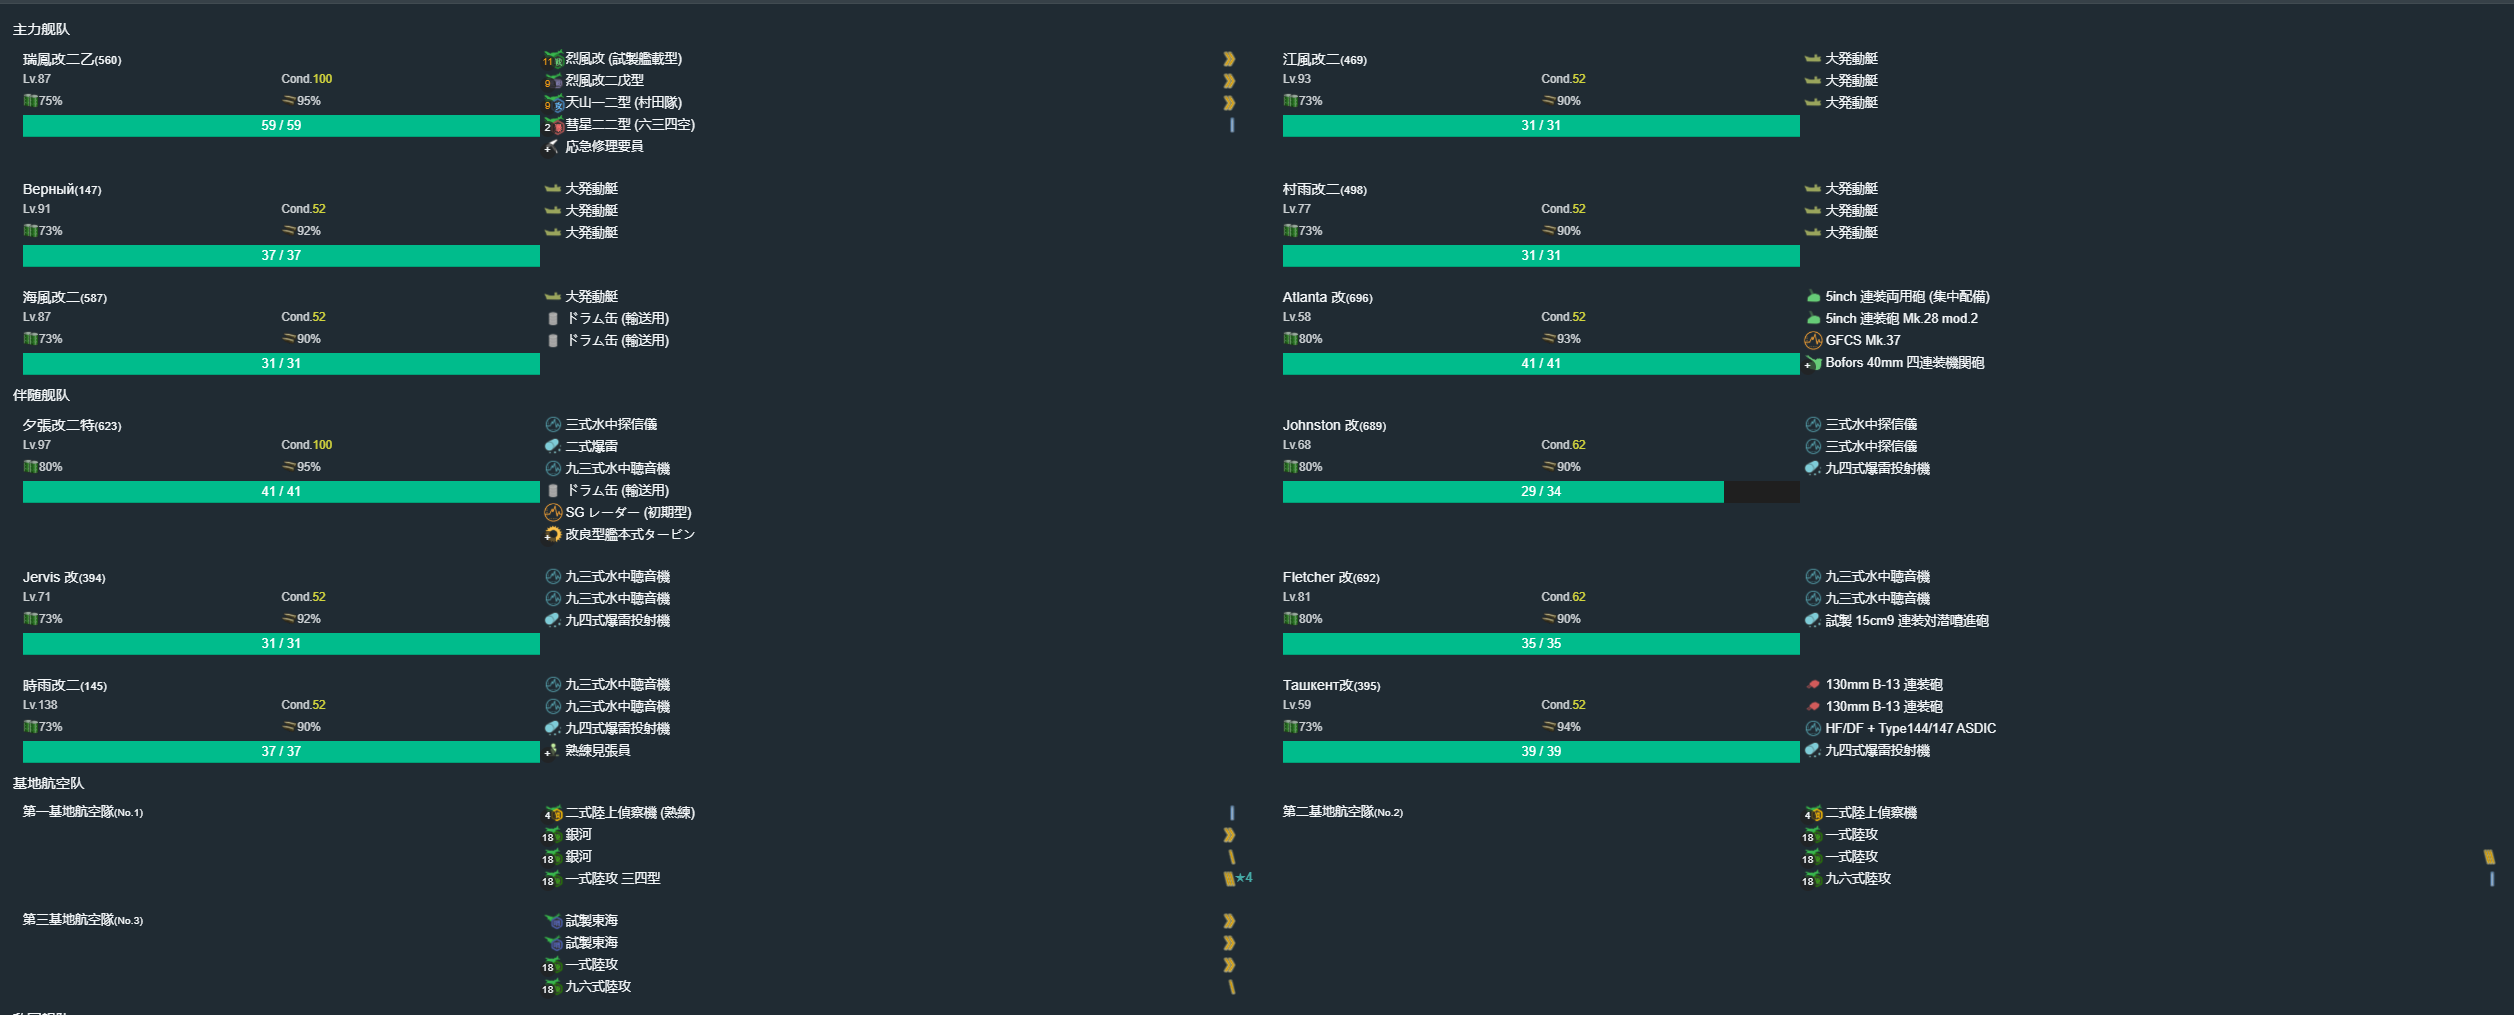 主力舰队
瑞鳳改二乙(560)
Lv.87 Cond.100
75% 95%
59 / 59
11 烈風改 (試製艦載型)
9 烈風改二戊型
9 天山一二型 (村田隊)
2 彗星二二型 (六三四空)
応急修理要員
江風改二(469)
Lv.93 Cond.52
73% 90%
31 / 31
大発動艇
大発動艇
大発動艇
Верный(147)
Lv.91 Cond.52
73% 92%
37 / 37
大発動艇
大発動艇
大発動艇
村雨改二(498)
Lv.77 Cond.52
73% 90%
31 / 31
大発動艇
大発動艇
大発動艇
海風改二(587)
Lv.87 Cond.52
73% 90%
31 / 31
大発動艇
ドラム缶 (輸送用)
ドラム缶 (輸送用)
Atlanta 改(696)
Lv.58 Cond.52
80% 93%
41 / 41
5inch 連装両用砲 (集中配備)
5inch 連装砲 Mk.28 mod.2
GFCS Mk.37
Bofors 40mm 四連装機関砲
伴随舰队
夕張改二特(623)
Lv.97 Cond.100
80% 95%
41 / 41
三式水中探信儀
二式爆雷
九三式水中聴音機
ドラム缶 (輸送用)
SG レーダー (初期型)
改良型艦本式タービン
Johnston 改(689)
Lv.68 Cond.62
80% 90%
29 / 34
三式水中探信儀
三式水中探信儀
九四式爆雷投射機
Jervis 改(394)
Lv.71 Cond.52
73% 92%
31 / 31
九三式水中聴音機
九三式水中聴音機
九四式爆雷投射機
Fletcher 改(692)
Lv.81 Cond.62
80% 90%
35 / 35
九三式水中聴音機
九三式水中聴音機
試製 15cm9 連装対潜噴進砲
時雨改二(145)
Lv.138 Cond.52
73% 90%
37 / 37
九三式水中聴音機
九三式水中聴音機
九四式爆雷投射機
熟練見張員
Ташкент改(395)
Lv.59 Cond.52
73% 94%
39 / 39
130mm B-13 連装砲
130mm B-13 連装砲
HF/DF + Type144/147 ASDIC
九四式爆雷投射機
基地航空队
第一基地航空隊(No.1)
4 二式陸上偵察機 (熟練)
18 銀河
18 銀河
18 一式陸攻 三四型 ★4
第二基地航空隊(No.2)
4 二式陸上偵察機
18 一式陸攻
18 一式陸攻
18 九六式陸攻
第三基地航空隊(No.3)
試製東海
試製東海
18 一式陸攻
18 九六式陸攻